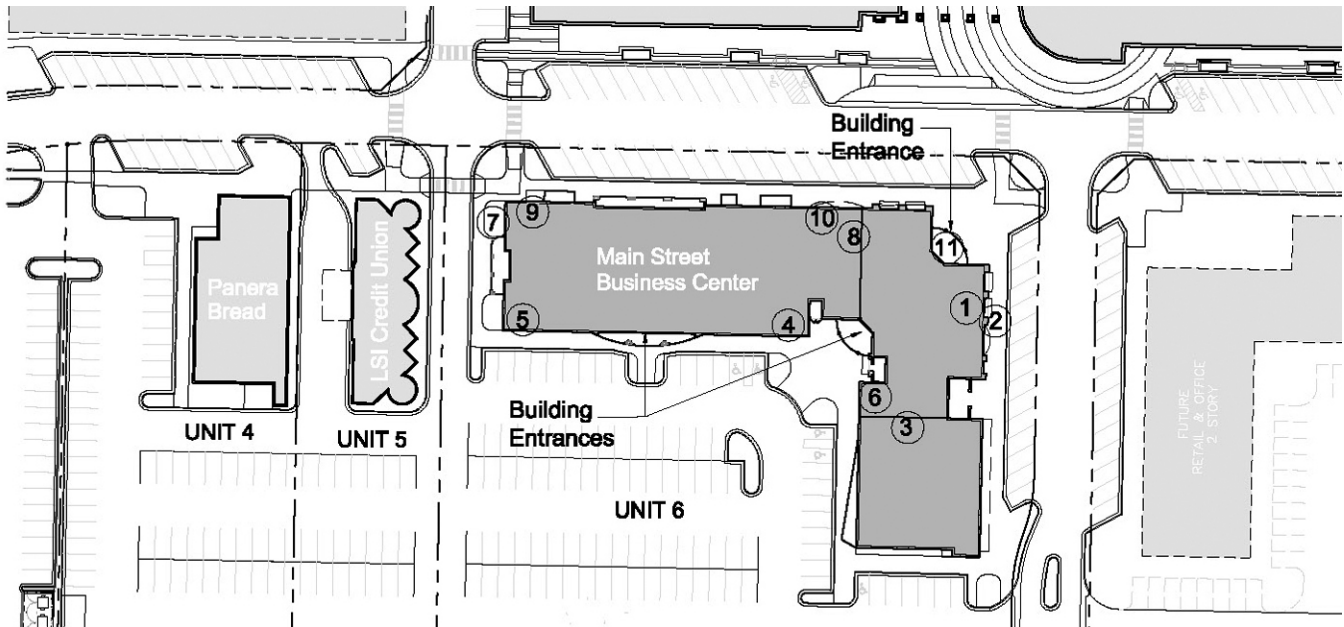 Building
Entrance
9
10
7
8
11
Main Street
Business Center
Panera
Bread
LSI Credit Union
1
2
5
4
6
Building
Entrances
3
UNIT 4
UNIT 5
FUTURE
RETAIL & OFFICE
2 STORY
UNIT 6